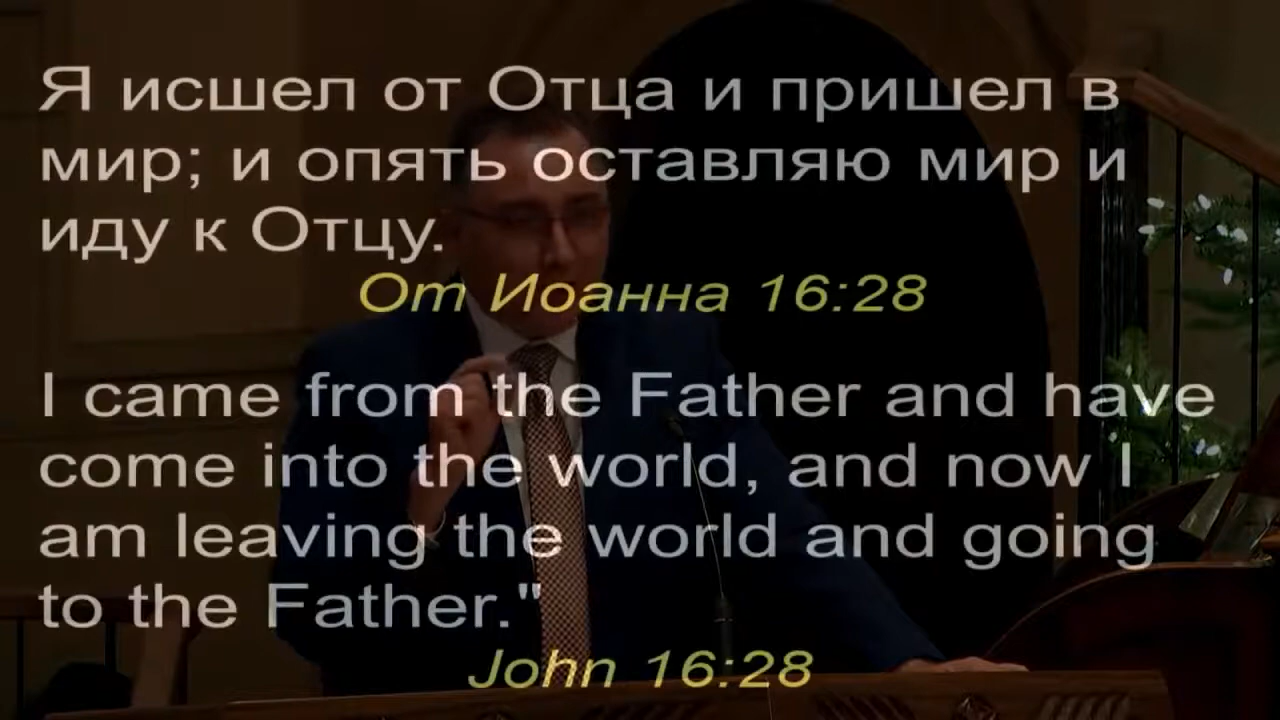 Я исшел от Отца и пришел в
мир; и опять оставляю мир и
иду к Отцу.
От Иоанна 16:28
I came from the Father and have
come into the world, and now I
am leaving the world and going
to the Father."
John 16:28